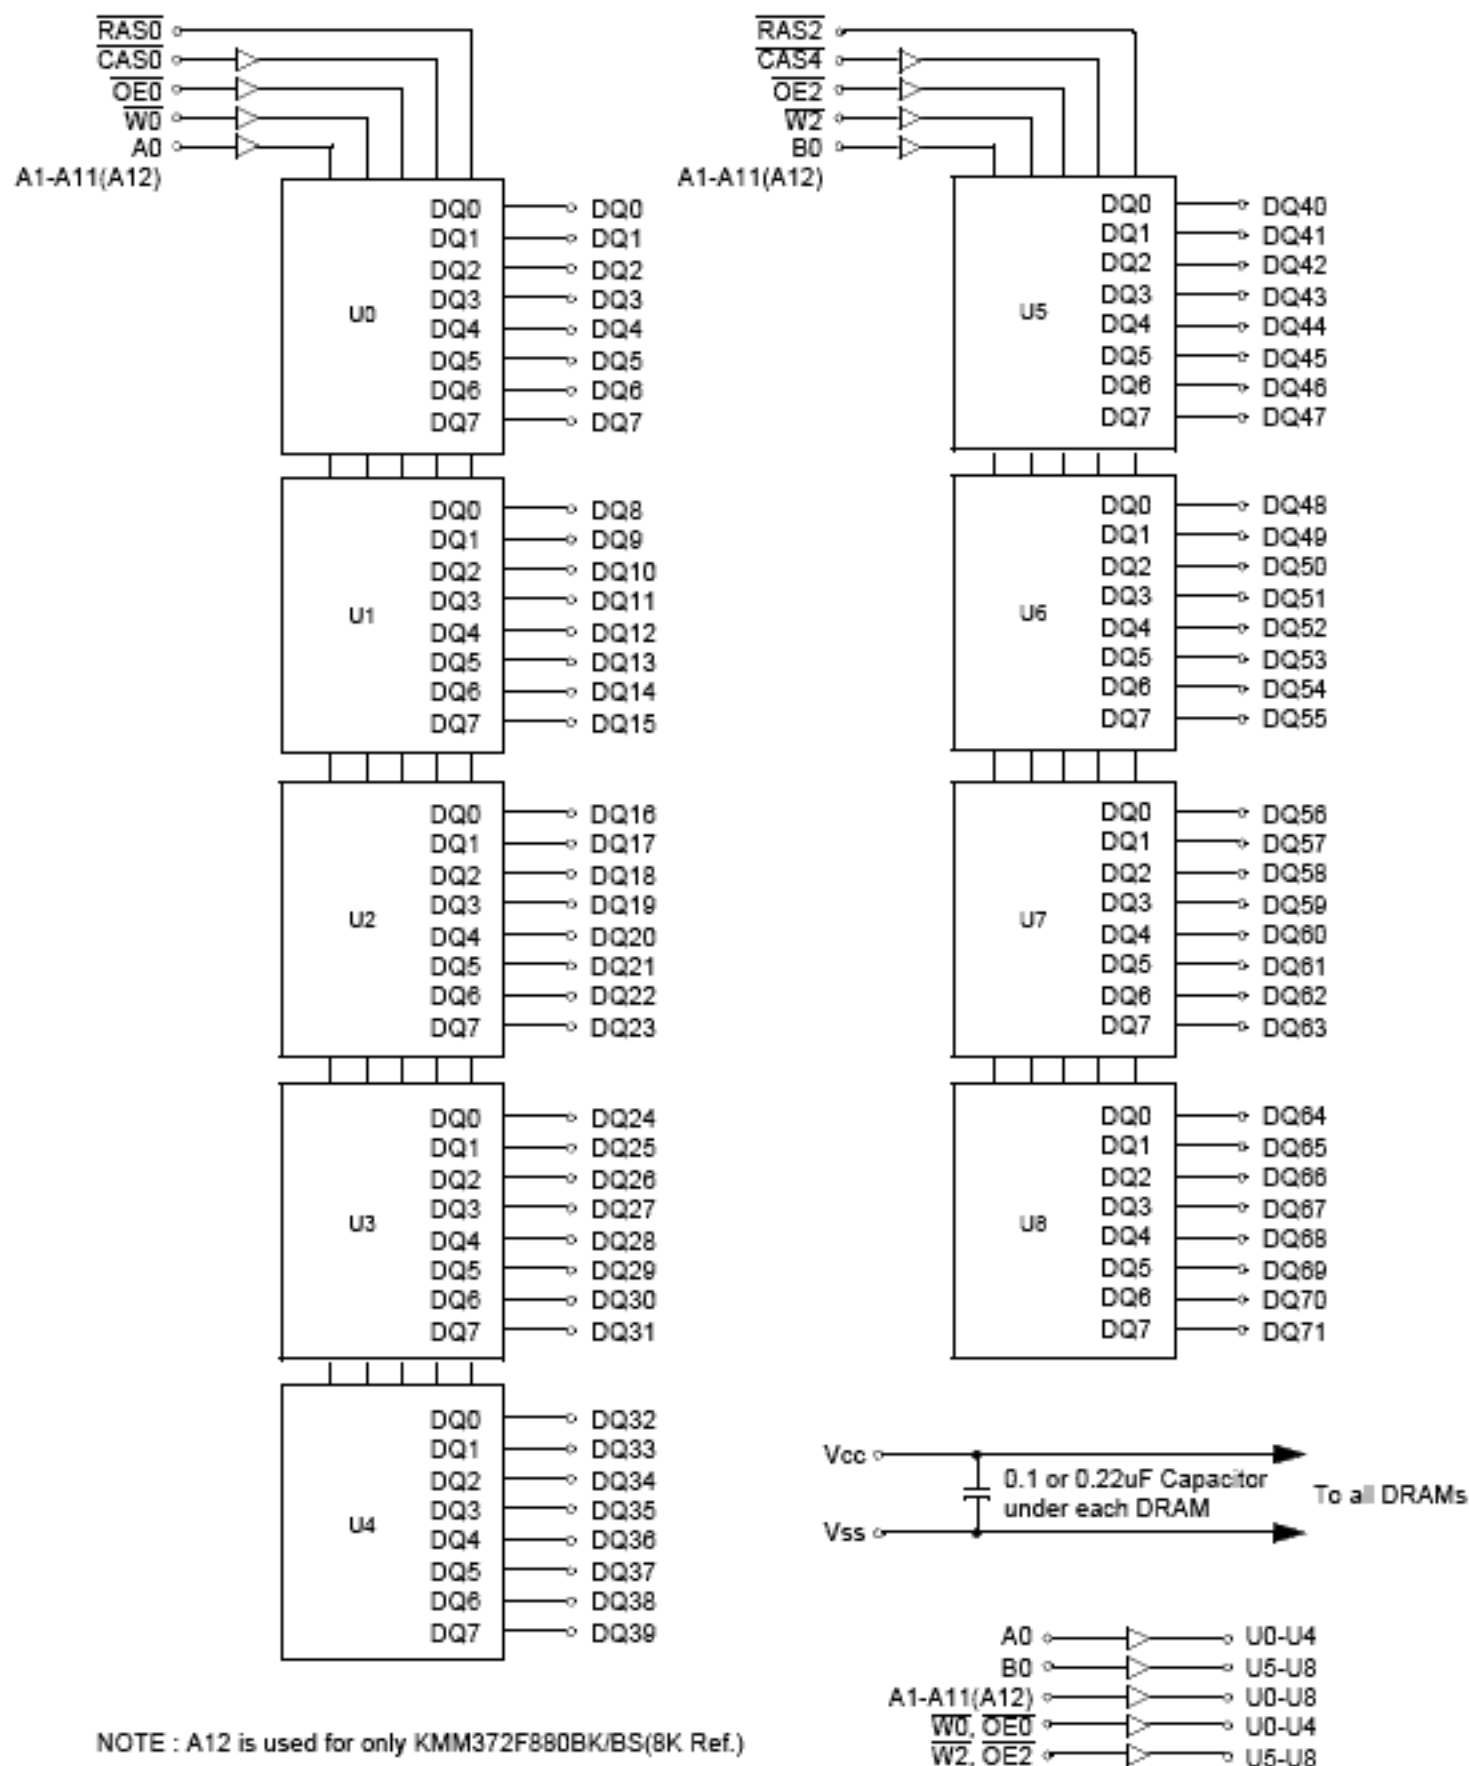 RAS0
CAS0
OE0
W0
A0
A1-A11(A12)
U0
DQ0 DQ0
DQ1 DQ1
DQ2 DQ2
DQ3 DQ3
DQ4 DQ4
DQ5 DQ5
DQ6 DQ6
DQ7 DQ7
U1
DQ0 DQ8
DQ1 DQ9
DQ2 DQ10
DQ3 DQ11
DQ4 DQ12
DQ5 DQ13
DQ6 DQ14
DQ7 DQ15
U2
DQ0 DQ16
DQ1 DQ17
DQ2 DQ18
DQ3 DQ19
DQ4 DQ20
DQ5 DQ21
DQ6 DQ22
DQ7 DQ23
U3
DQ0 DQ24
DQ1 DQ25
DQ2 DQ26
DQ3 DQ27
DQ4 DQ28
DQ5 DQ29
DQ6 DQ30
DQ7 DQ31
U4
DQ0 DQ32
DQ1 DQ33
DQ2 DQ34
DQ3 DQ35
DQ4 DQ36
DQ5 DQ37
DQ6 DQ38
DQ7 DQ39
RAS2
CAS4
OE2
W2
B0
A1-A11(A12)
U5
DQ0 DQ40
DQ1 DQ41
DQ2 DQ42
DQ3 DQ43
DQ4 DQ44
DQ5 DQ45
DQ6 DQ46
DQ7 DQ47
U6
DQ0 DQ48
DQ1 DQ49
DQ2 DQ50
DQ3 DQ51
DQ4 DQ52
DQ5 DQ53
DQ6 DQ54
DQ7 DQ55
U7
DQ0 DQ56
DQ1 DQ57
DQ2 DQ58
DQ3 DQ59
DQ4 DQ60
DQ5 DQ61
DQ6 DQ62
DQ7 DQ63
U8
DQ0 DQ64
DQ1 DQ65
DQ2 DQ66
DQ3 DQ67
DQ4 DQ68
DQ5 DQ69
DQ6 DQ70
DQ7 DQ71
Vcc
0.1 or 0.22uF Capacitor
under each DRAM
To all DRAMs
Vss
A0 U0-U4
B0 U5-U8
A1-A11(A12) U0-U8
W0, OE0 U0-U4
W2, OE2 U5-U8
NOTE : A12 is used for only KMM372F880BK/BS(8K Ref.)